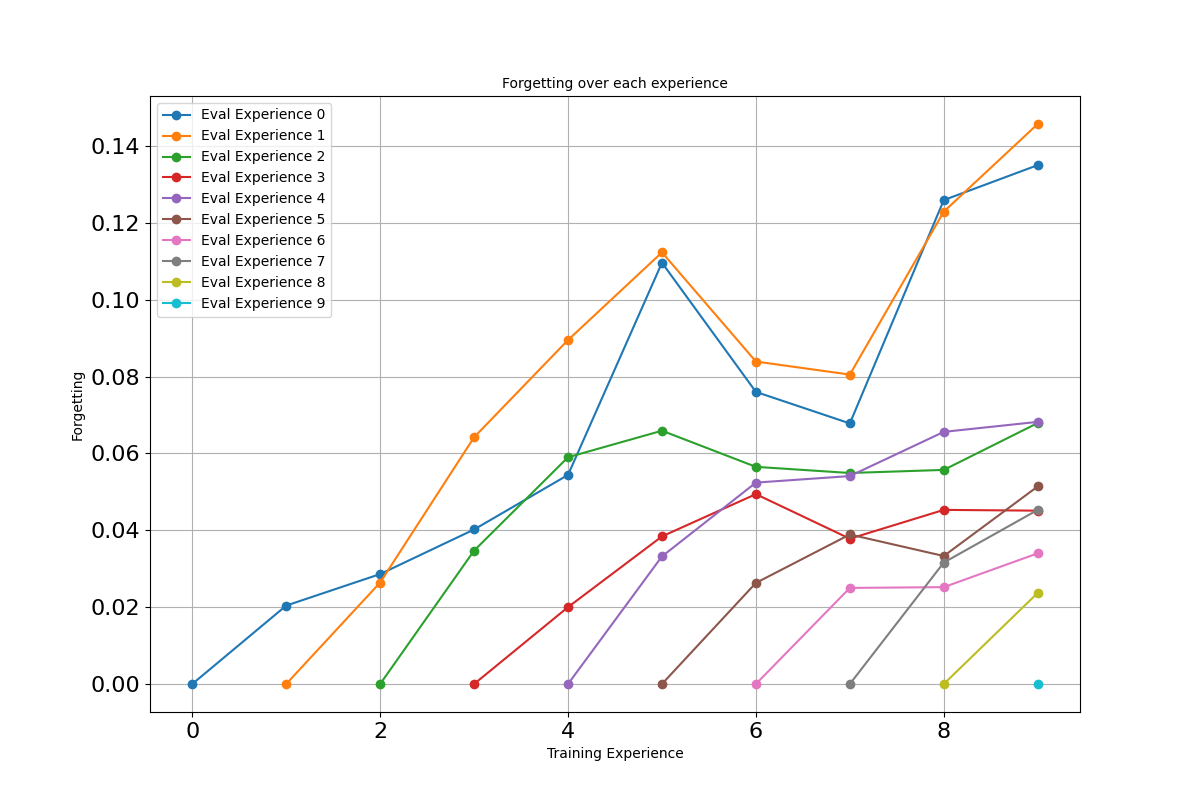 Forgetting over each experience
Eval Experience 0
Eval Experience 1
Eval Experience 2
Eval Experience 3
Eval Experience 4
Eval Experience 5
Eval Experience 6
Eval Experience 7
Eval Experience 8
Eval Experience 9
0.14
0.12
0.10
0.08
0.06
0.04
0.02
0.00
Forgetting
0 2 4 6 8
Training Experience